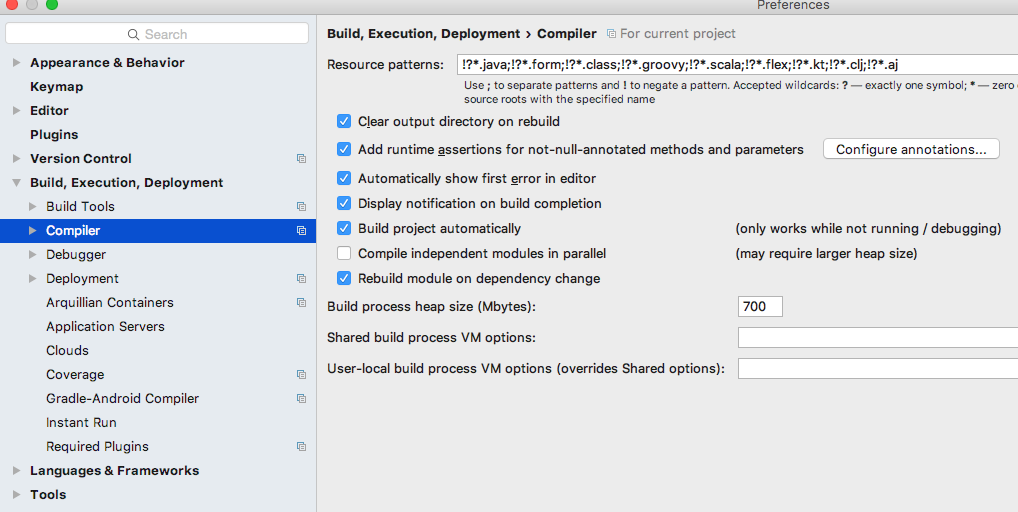 Preferences
Search
Appearance & Behavior
Keymap
Editor
Plugins
Version Control
Build, Execution, Deployment
Build Tools
Compiler
Debugger
Deployment
Arquillian Containers
Application Servers
Clouds
Coverage
Gradle-Android Compiler
Instant Run
Required Plugins
Languages & Frameworks
Tools
Build, Execution, Deployment › Compiler For current project
Resource patterns: !?*.java;!?*.form;!?*.class;!?*.groovy;!?*.scala;!?*.flex;!?*.kt;!?*.clj;!?*.aj
Use ; to separate patterns and ! to negate a pattern. Accepted wildcards: ? — exactly one symbol; * — zero
source roots with the specified name
Clear output directory on rebuild
Add runtime assertions for not-null-annotated methods and parameters Configure annotations...
Automatically show first error in editor
Display notification on build completion
Build project automatically (only works while not running / debugging)
Compile independent modules in parallel (may require larger heap size)
Rebuild module on dependency change
Build process heap size (Mbytes): 700
Shared build process VM options:
User-local build process VM options (overrides Shared options):